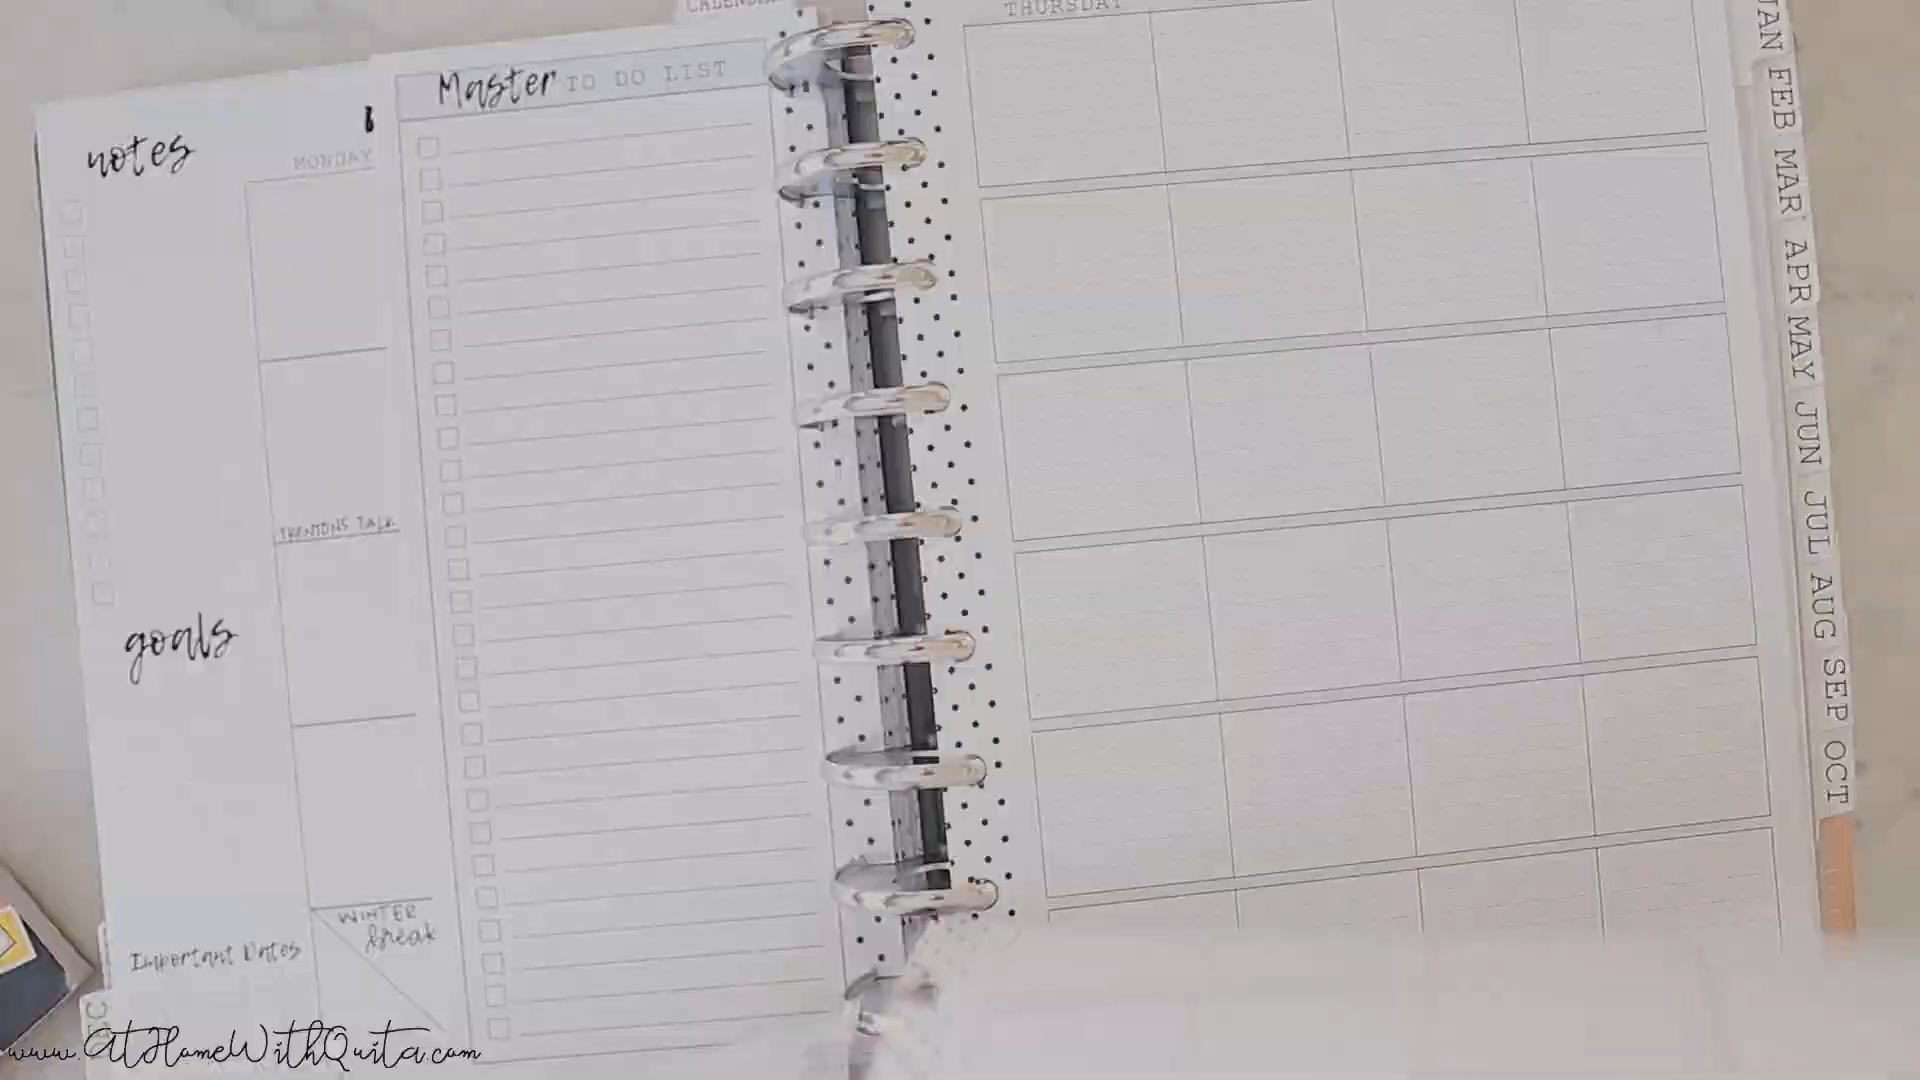 CALENDAR
THURSDAY
Master TO DO LIST
notes
MONDAY
TRENTONS TALK
goals
WINTER
break
Important Dates
JAN
FEB
MAR
APR
MAY
JUN
JUL
AUG
SEP
OCT
www.AtHomeWithQuita.com